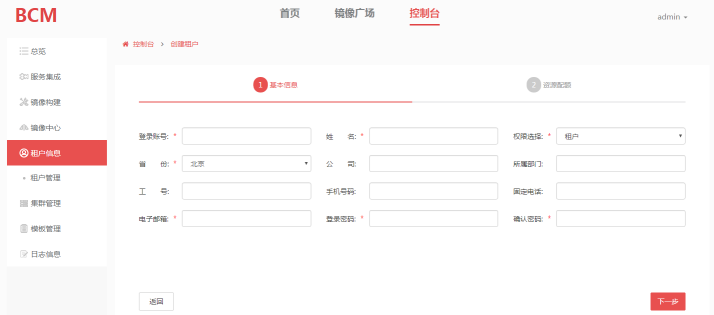 BCM 首页 镜像广场 控制台 admin
总览
服务集成
镜像构建
镜像中心
租户信息
租户管理
集群管理
模板管理
日志信息
控制台 > 创建租户
1 基本信息 2 资源配额
登录账号: * 姓 名: * 权限选择: * 租户
省 份: * 北京 公 司: 所属部门:
工 号: 手机号码: 固定电话:
电子邮箱: * 登录密码: * 确认密码: *
返回 下一步